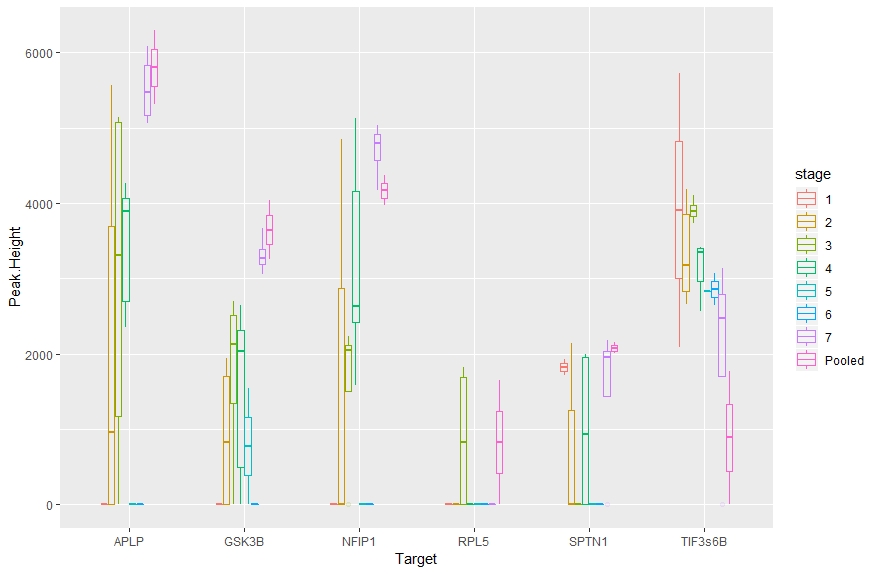 6000
4000
2000
0
Peak.Height
APLP
GSK3B
NFIP1
RPL5
SPTN1
TIF3s6B
Target
stage
1
2
3
4
5
6
7
Pooled